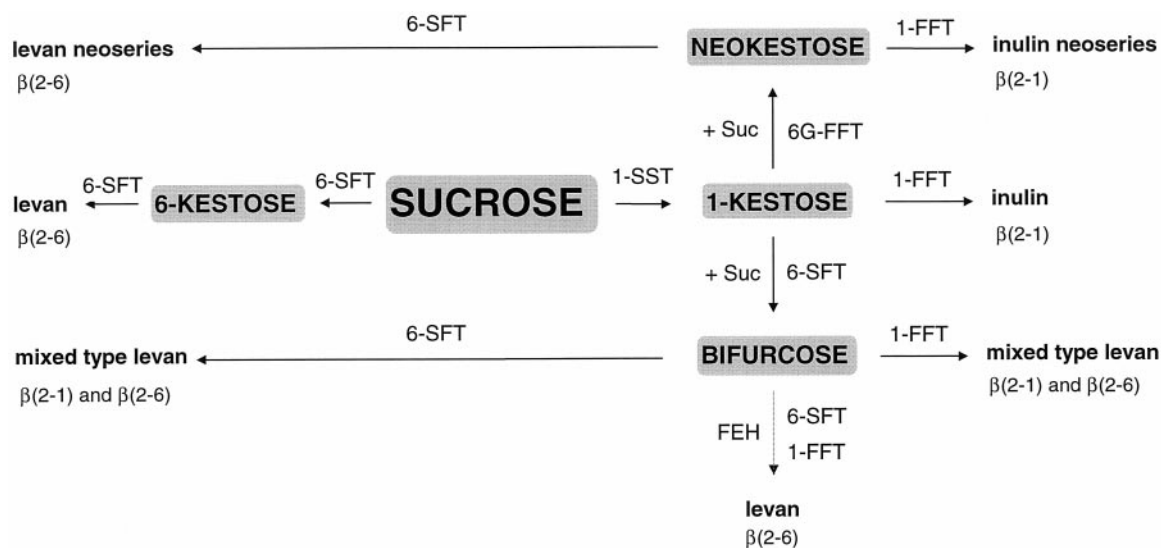 6-SFT
1-FFT
levan neoseries
NEOKESTOSE
inulin neoseries
β(2-6)
β(2-1)
+ Suc
6G-FFT
6-SFT
6-SFT
1-SST
1-FFT
levan
6-KESTOSE
SUCROSE
1-KESTOSE
inulin
β(2-6)
β(2-1)
+ Suc
6-SFT
6-SFT
1-FFT
mixed type levan
BIFURCOSE
mixed type levan
β(2-1) and β(2-6)
β(2-1) and β(2-6)
FEH
6-SFT
1-FFT
levan
β(2-6)